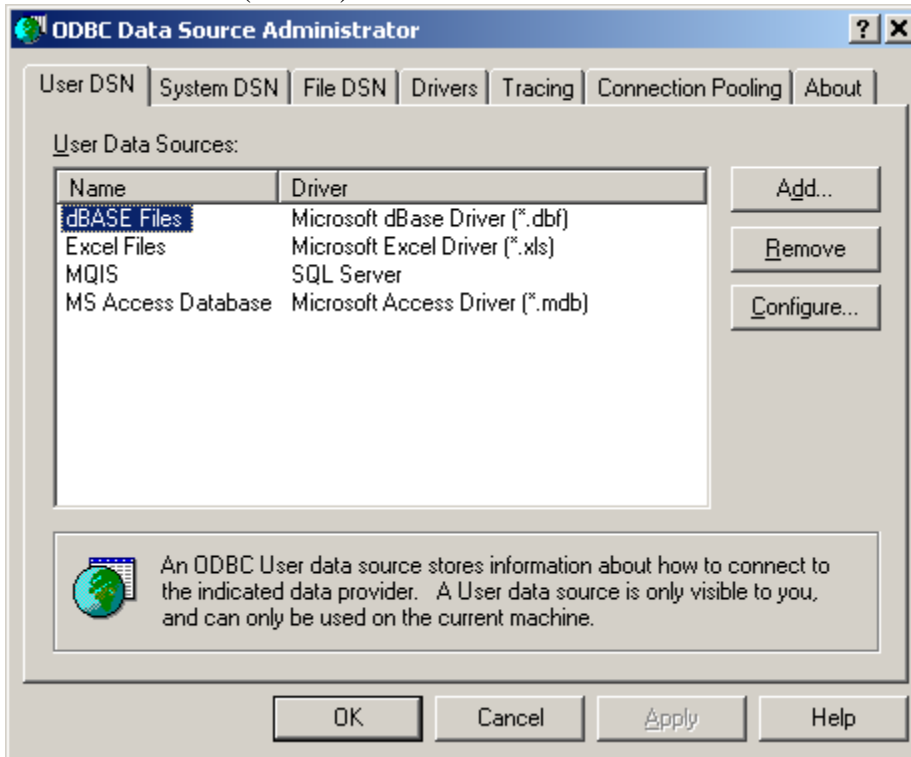 ODBC Data Source Administrator
User DSN System DSN File DSN Drivers Tracing Connection Pooling About
User Data Sources:
Name Driver
dBASE Files Microsoft dBase Driver (*.dbf)
Excel Files Microsoft Excel Driver (*.xls)
MQIS SQL Server
MS Access Database Microsoft Access Driver (*.mdb)
Add...
Remove
Configure...
An ODBC User data source stores information about how to connect to
the indicated data provider. A User data source is only visible to you,
and can only be used on the current machine.
OK Cancel Apply Help